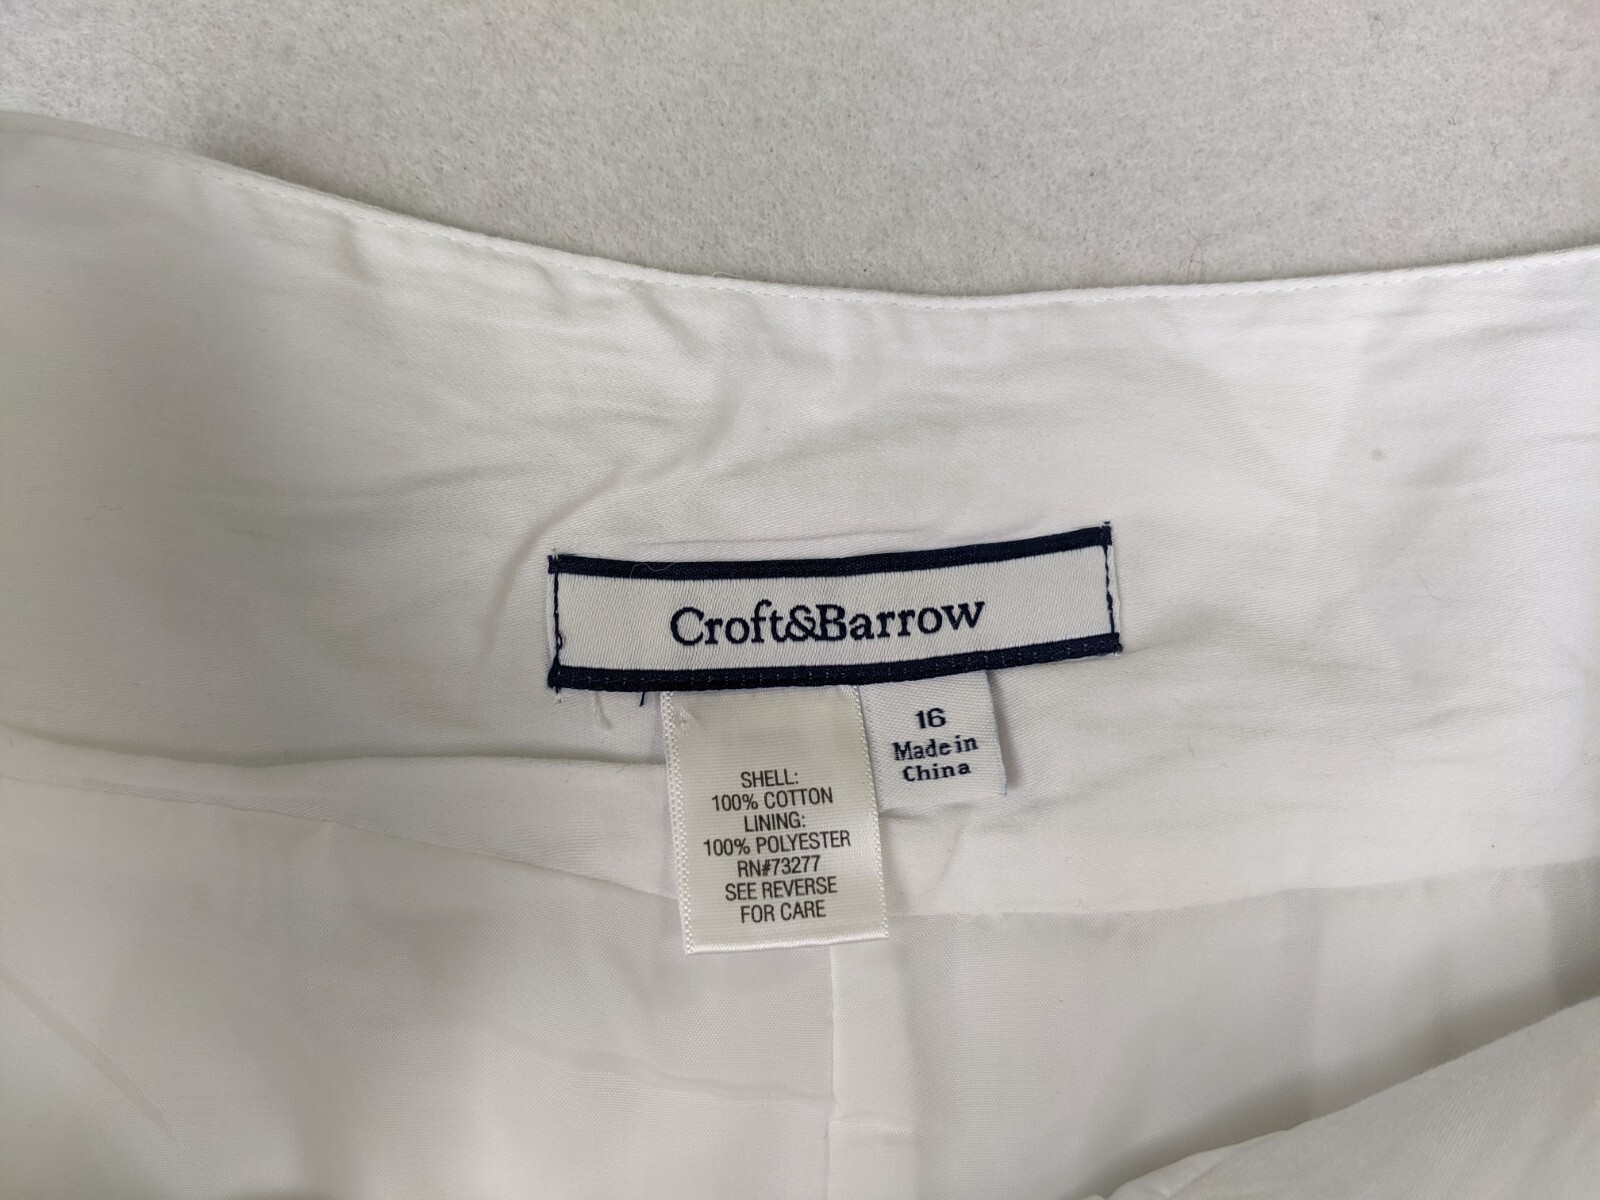 Croft&Barrow
16
Made in
China
SHELL:
100% COTTON
LINING:
100% POLYESTER
RN#73277
SEE REVERSE
FOR CARE